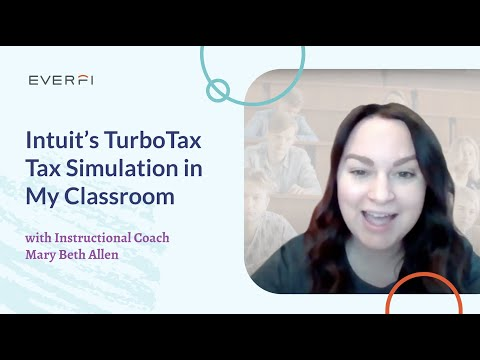 EVERFI
Intuit's TurboTax
Tax Simulation in
My Classroom
with Instructional Coach
Mary Beth Allen